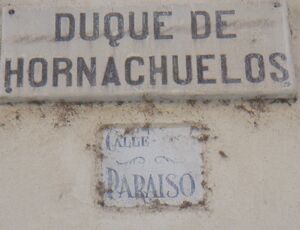 DUQUE DE
HORNACHUELOS
CALLE
PARAISO